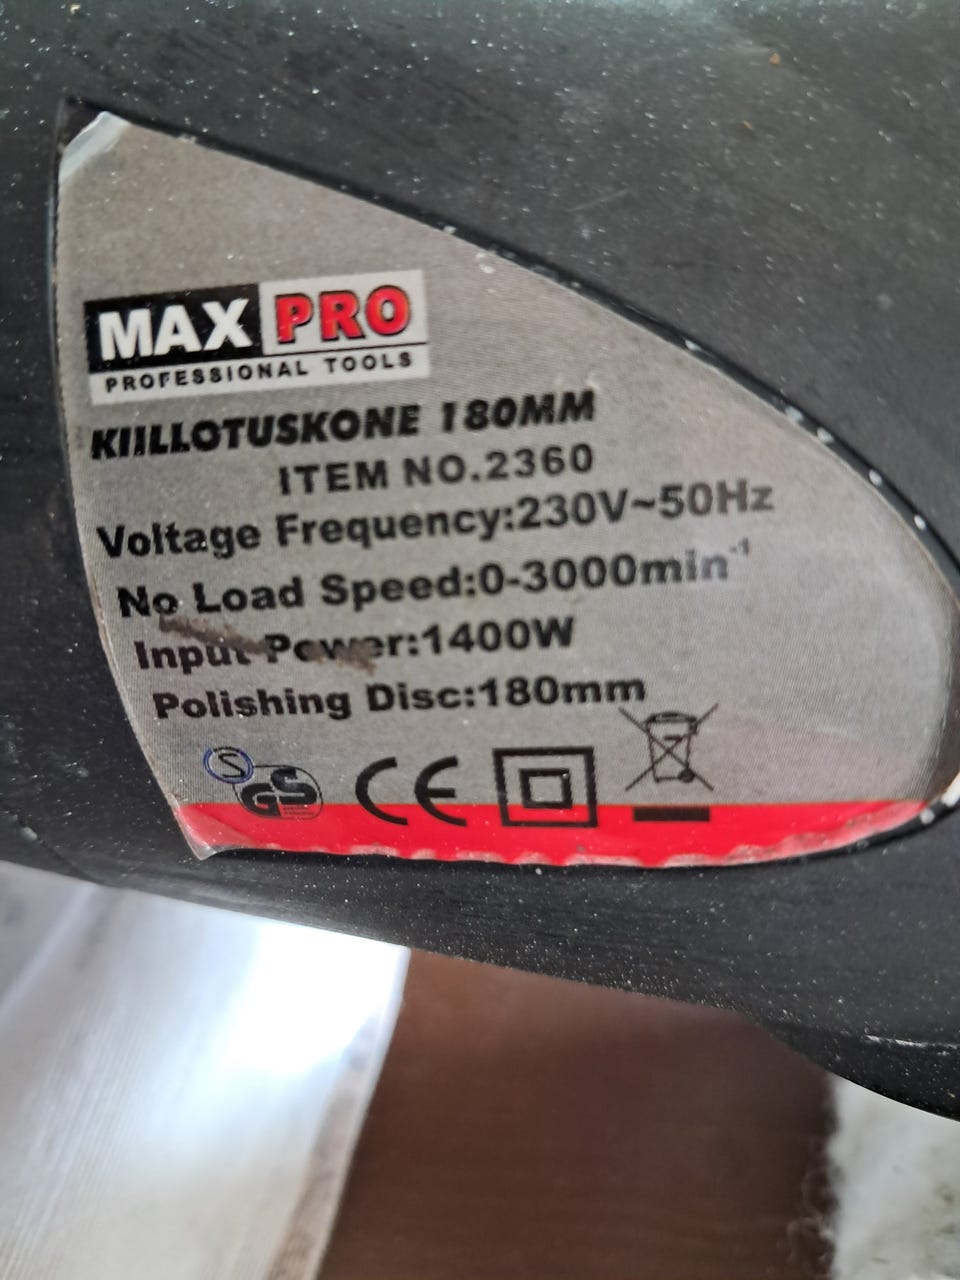 MAX PRO
PROFESSIONAL TOOLS
KIILLOTUSKONE 180MM
ITEM NO.2360
Voltage Frequency:230V~50Hz
No Load Speed:0-3000min⁻¹
Input Power:1400W
Polishing Disc:180mm
S GS CE